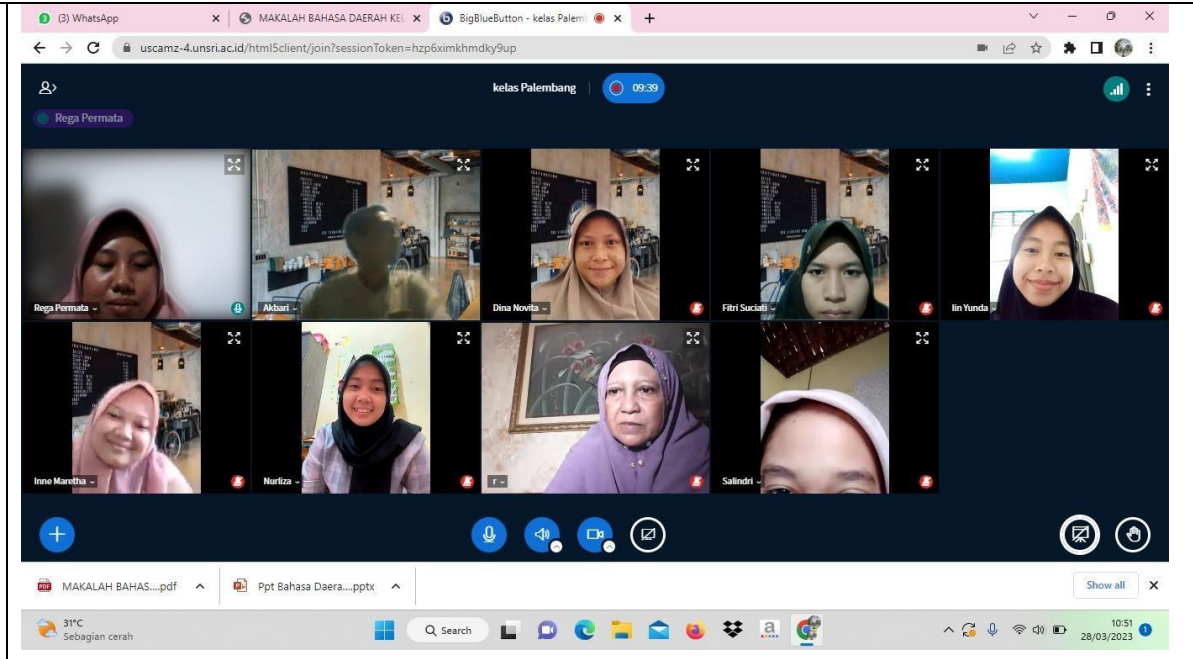 (3) WhatsApp
MAKALAH BAHASA DAERAH KEL
BigBlueButton - kelas Palemb
uscamz-4.unsri.ac.id/html5client/join?sessionToken=hzp6ximkhmdky9up
kelas Palembang
09:39
Rega Permata
Rega Permata
Akbari
Dina Novita
Fitri Suciati
Iin Yunda
Inne Maretha
Nurliza
r
Salindri
MAKALAH BAHAS....pdf
Ppt Bahasa Daera....pptx
Show all
31°C
Sebagian cerah
Search
10:51
28/03/2023
1